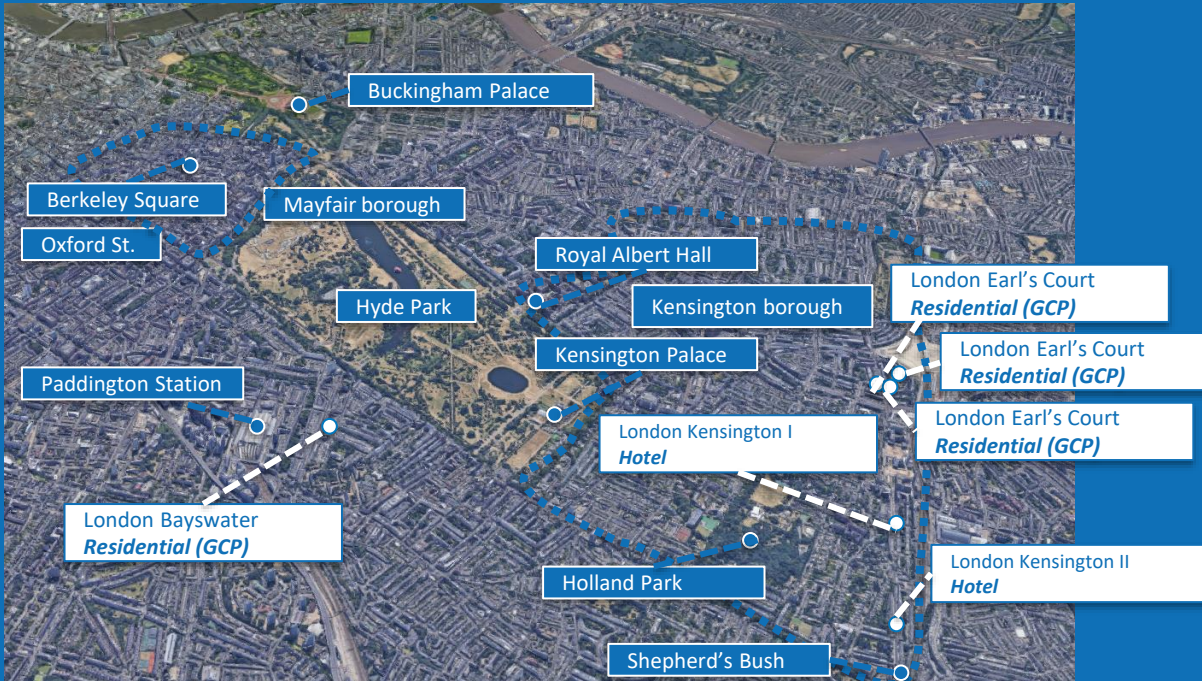 Buckingham Palace
Berkeley Square
Mayfair borough
Oxford St.
Royal Albert Hall
London Earl's Court
Residential (GCP)
Hyde Park
Kensington borough
Kensington Palace
London Earl's Court
Residential (GCP)
Paddington Station
London Earl's Court
Residential (GCP)
London Kensington I
Hotel
London Bayswater
Residential (GCP)
Holland Park
London Kensington II
Hotel
Shepherd's Bush